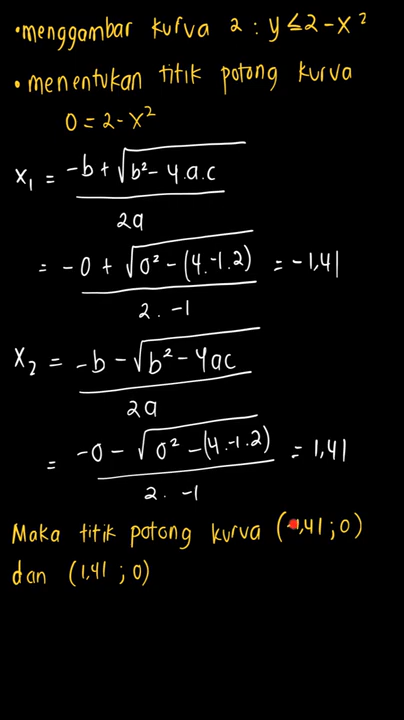 •menggambar kurva 2 : y ≤ 2 - x²
• menentukan titik potong kurva
0 = 2 - x²
x₁ = -b + √b² - 4.a.c
2a
= -0 + √0² - (4.-1.2) = -1,41
2 . -1
x₂ = -b - √b² - 4ac
2a
= -0 - √0² - (4.-1.2) = 1,41
2 . -1
Maka titik potong kurva (-1,41 ; 0)
dan (1,41 ; 0)